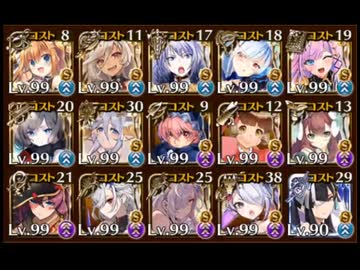 コスト 8 コスト 11 コスト 17 コスト 18 コスト 19
S S S S S
Lv.99 Lv.99 Lv.99 Lv.99 Lv.99
コスト 20 コスト 30 コスト 9 コスト 12 コスト 13
S S
Lv.99 Lv.99 Lv.99 Lv.99 Lv.99
コスト 21 コスト 25 コスト 25 コスト 38 コスト 29
S S
Lv.99 Lv.99 Lv.99 Lv.99 Lv.90